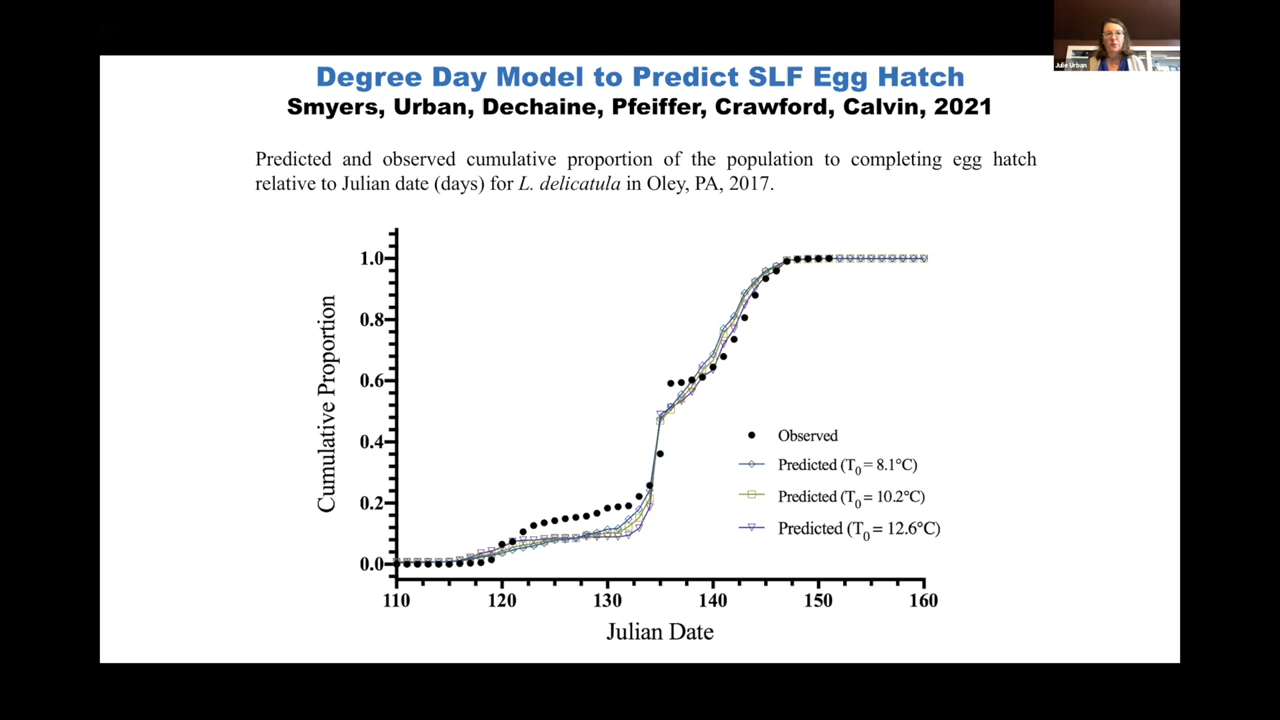 Julie Urban
Degree Day Model to Predict SLF Egg Hatch
Smyers, Urban, Dechaine, Pfeiffer, Crawford, Calvin, 2021
Predicted and observed cumulative proportion of the population to completing egg hatch
relative to Julian date (days) for L. delicatula in Oley, PA, 2017.
Cumulative Proportion
1.0
0.8
0.6
0.4
0.2
0.0
Observed
Predicted (T0 = 8.1°C)
Predicted (T0 = 10.2°C)
Predicted (T0 = 12.6°C)
110 120 130 140 150 160
Julian Date